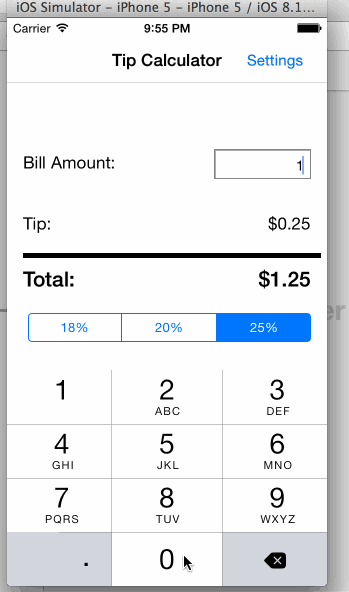 iOS Simulator – iPhone 5 – iPhone 5 / iOS 8.1...
Carrier 9:55 PM
Tip Calculator Settings
Bill Amount: 1
Tip: $0.25
Total: $1.25
18% 20% 25%
1 2 3
ABC DEF
4 5 6
GHI JKL MNO
7 8 9
PQRS TUV WXYZ
. 0